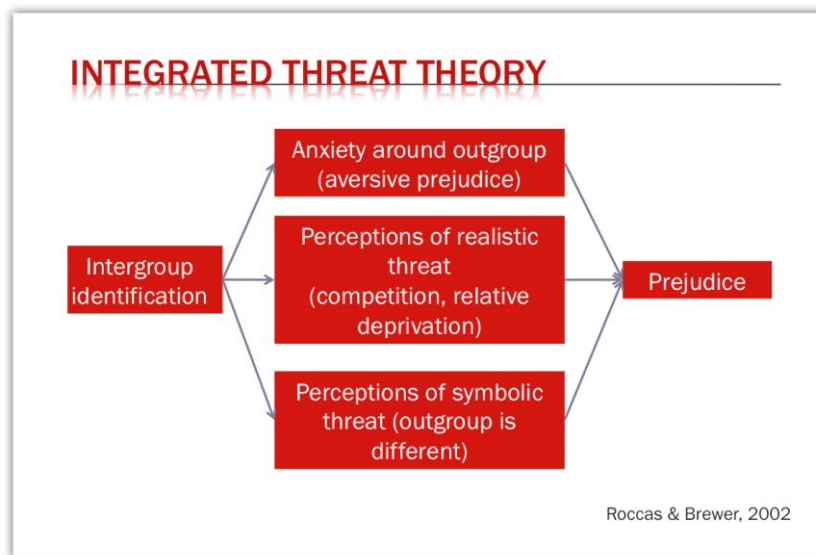 INTEGRATED THREAT THEORY
Anxiety around outgroup
(aversive prejudice)
Intergroup
identification
Perceptions of realistic
threat
(competition, relative
deprivation)
Prejudice
Perceptions of symbolic
threat (outgroup is
different)
Roccas & Brewer, 2002